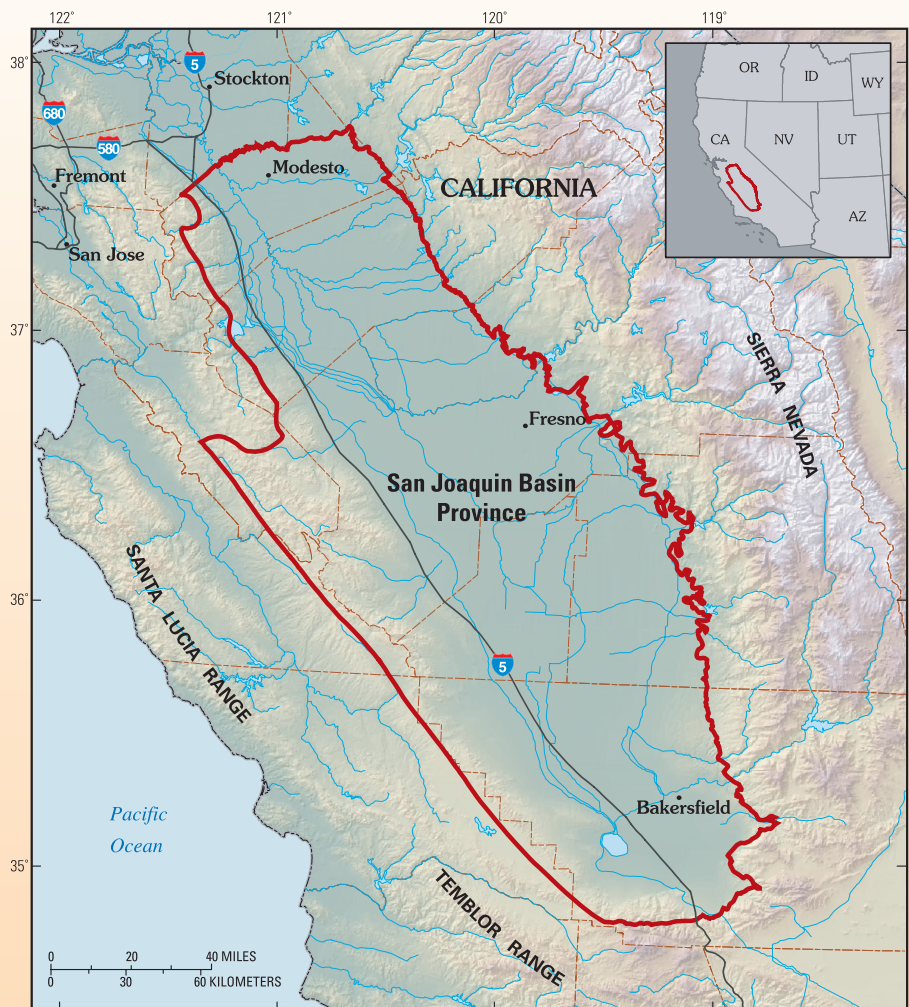 122°
121°
120°
119°
38°
5
Stockton
OR
ID
WY
680
CA
NV
UT
580
Modesto
Fremont
CALIFORNIA
AZ
San Jose
37°
SIERRA NEVADA
Fresno
San Joaquin Basin
Province
SANTA LUCIA RANGE
36°
5
Bakersfield
Pacific
Ocean
35°
TEMBLOR RANGE
0 20 40 MILES
0 30 60 KILOMETERS